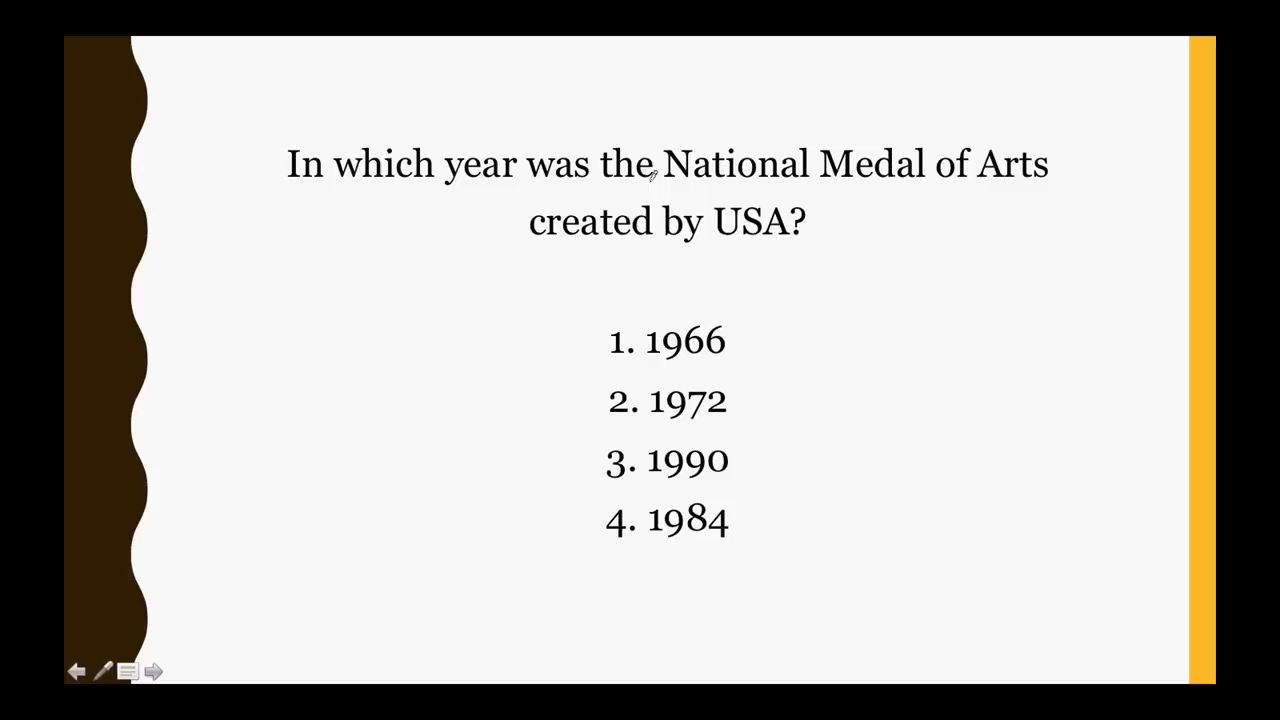 In which year was the National Medal of Arts
created by USA?
1. 1966
2. 1972
3. 1990
4. 1984